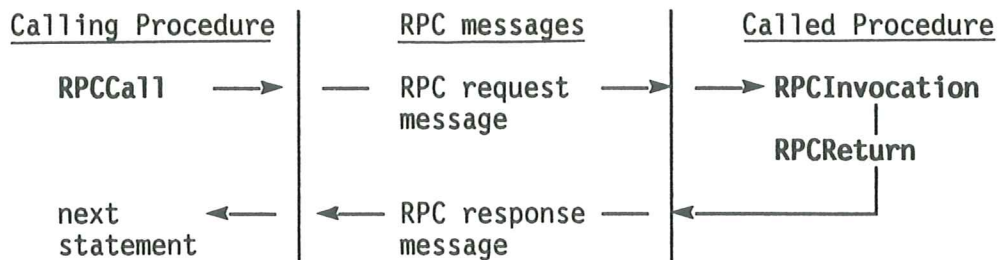 Calling Procedure RPC messages Called Procedure
RPCCall RPC request RPCInvocation
message
RPCReturn
next RPC response
statement message